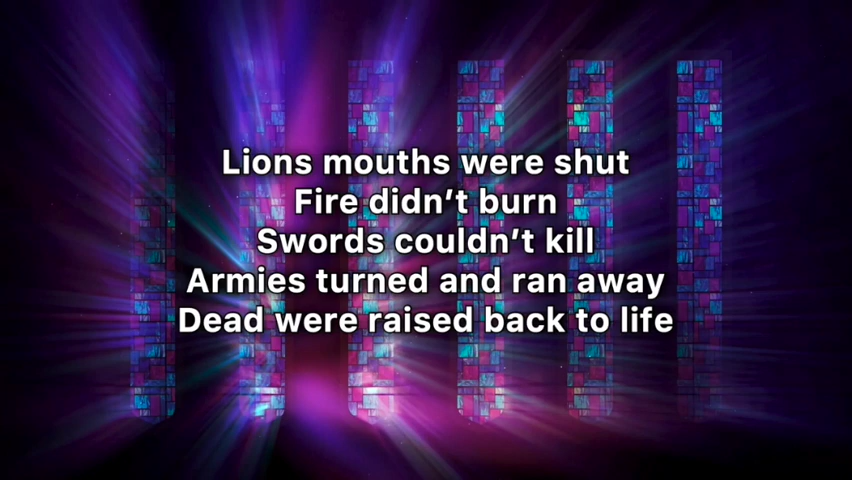 Lions mouths were shut
Fire didn’t burn
Swords couldn’t kill
Armies turned and ran away
Dead were raised back to life